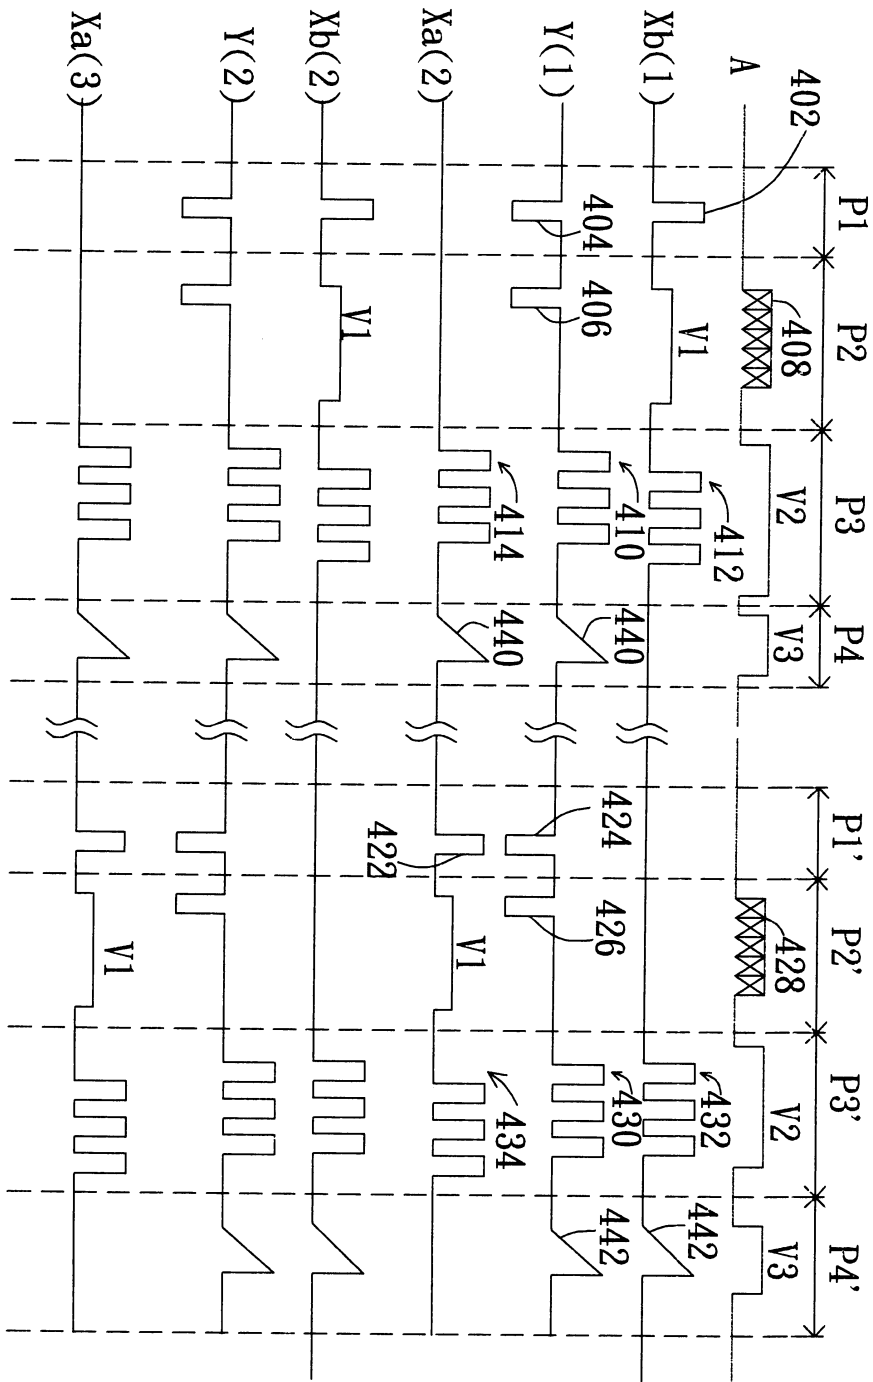 P1 P2 P3 P4 P1' P2' P3' P4'
A 408 V2 V3 428 V2 V3
402
Xb(1) V1 412 432 442
Y(1) 404 406 410 440 424 426 430 442
Xa(2) 414 440 422 V1 434
Xb(2) V1
Y(2)
Xa(3) V1